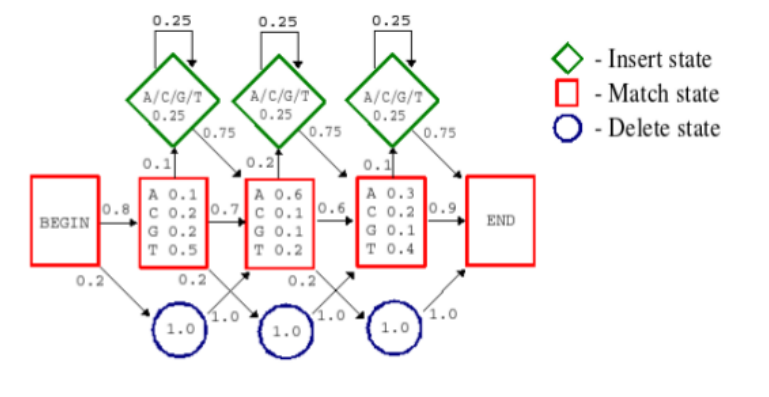 0.25 0.25 0.25
A/C/G/T A/C/G/T A/C/G/T
0.25 0.25 0.25
- Insert state
- Match state
- Delete state
0.75 0.75 0.75
0.1 0.2 0.1
BEGIN 0.8
A 0.1
C 0.2
G 0.2
T 0.5
0.7
A 0.6
C 0.1
G 0.1
T 0.2
0.6
A 0.3
C 0.2
G 0.1
T 0.4
0.9 END
0.2 0.2 0.2
1.0 1.0 1.0
1.0 1.0 1.0